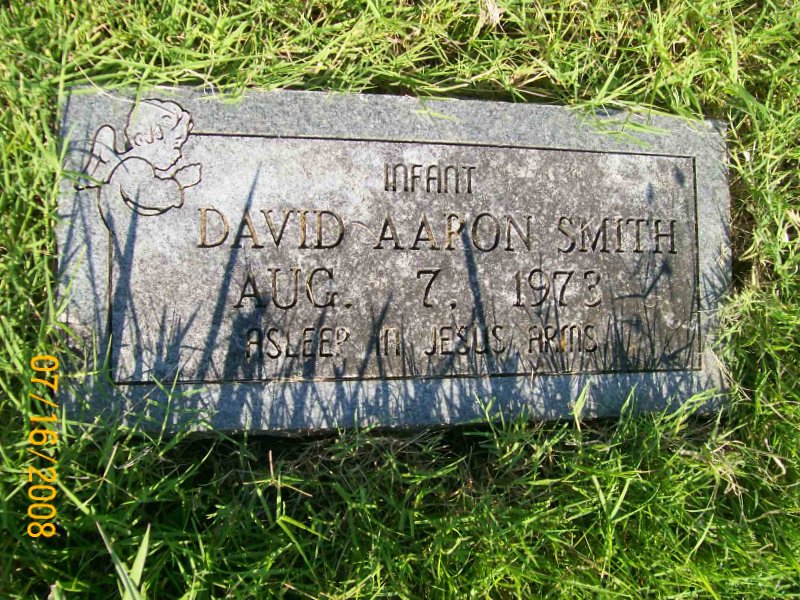 INFANT
DAVID AARON SMITH
AUG. 7, 1973
ASLEEP IN JESUS ARMS
07/16/2008